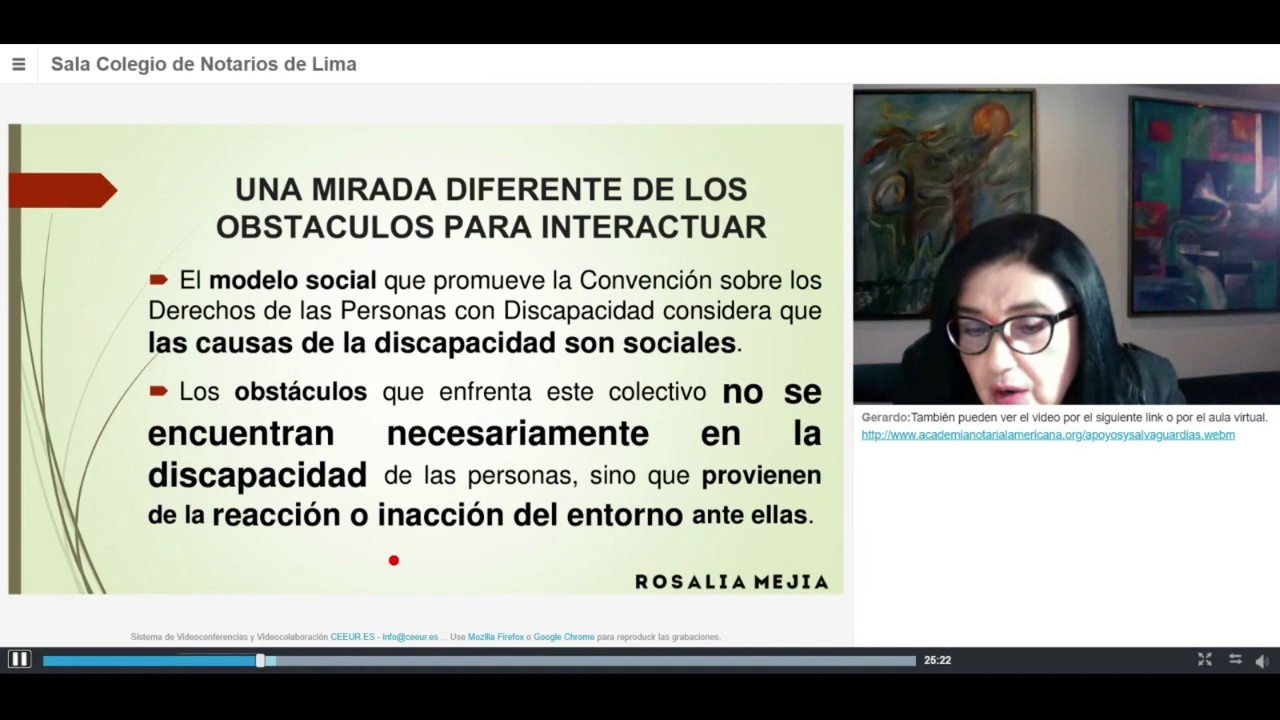 Sala Colegio de Notarios de Lima
UNA MIRADA DIFERENTE DE LOS
OBSTACULOS PARA INTERACTUAR
El modelo social que promueve la Convención sobre los
Derechos de las Personas con Discapacidad considera que
las causas de la discapacidad son sociales.
Los obstáculos que enfrenta este colectivo no se
encuentran necesariamente en la
discapacidad de las personas, sino que provienen
de la reacción o inacción del entorno ante ellas.
ROSALIA MEJIA
Gerardo:También pueden ver el video por el siguiente link o por el aula virtual.
http://www.academianotarialamericana.org/apoyosysalvaguardias.webm
Sistema de Videoconferencias y Videocolaboración CEEUR.ES - info@ceeur.es ... Use Mozilla Firefox o Google Chrome para reproducir las grabaciones.
25:22